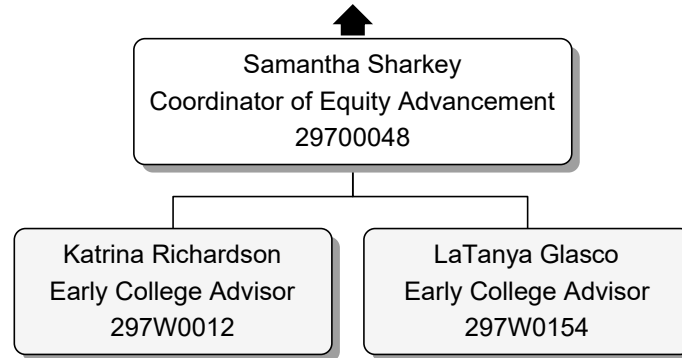 Samantha Sharkey
Coordinator of Equity Advancement
29700048
Katrina Richardson
Early College Advisor
297W0012
LaTanya Glasco
Early College Advisor
297W0154